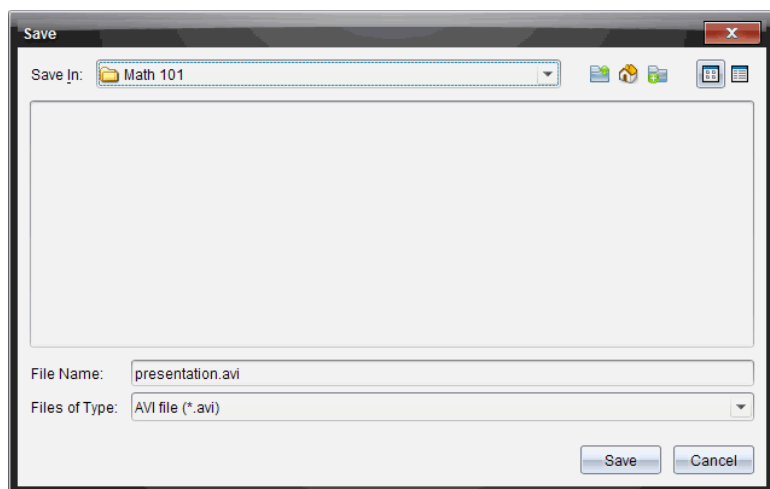 Save
Save In: Math 101
File Name: presentation.avi
Files of Type: AVI file (*.avi)
Save Cancel